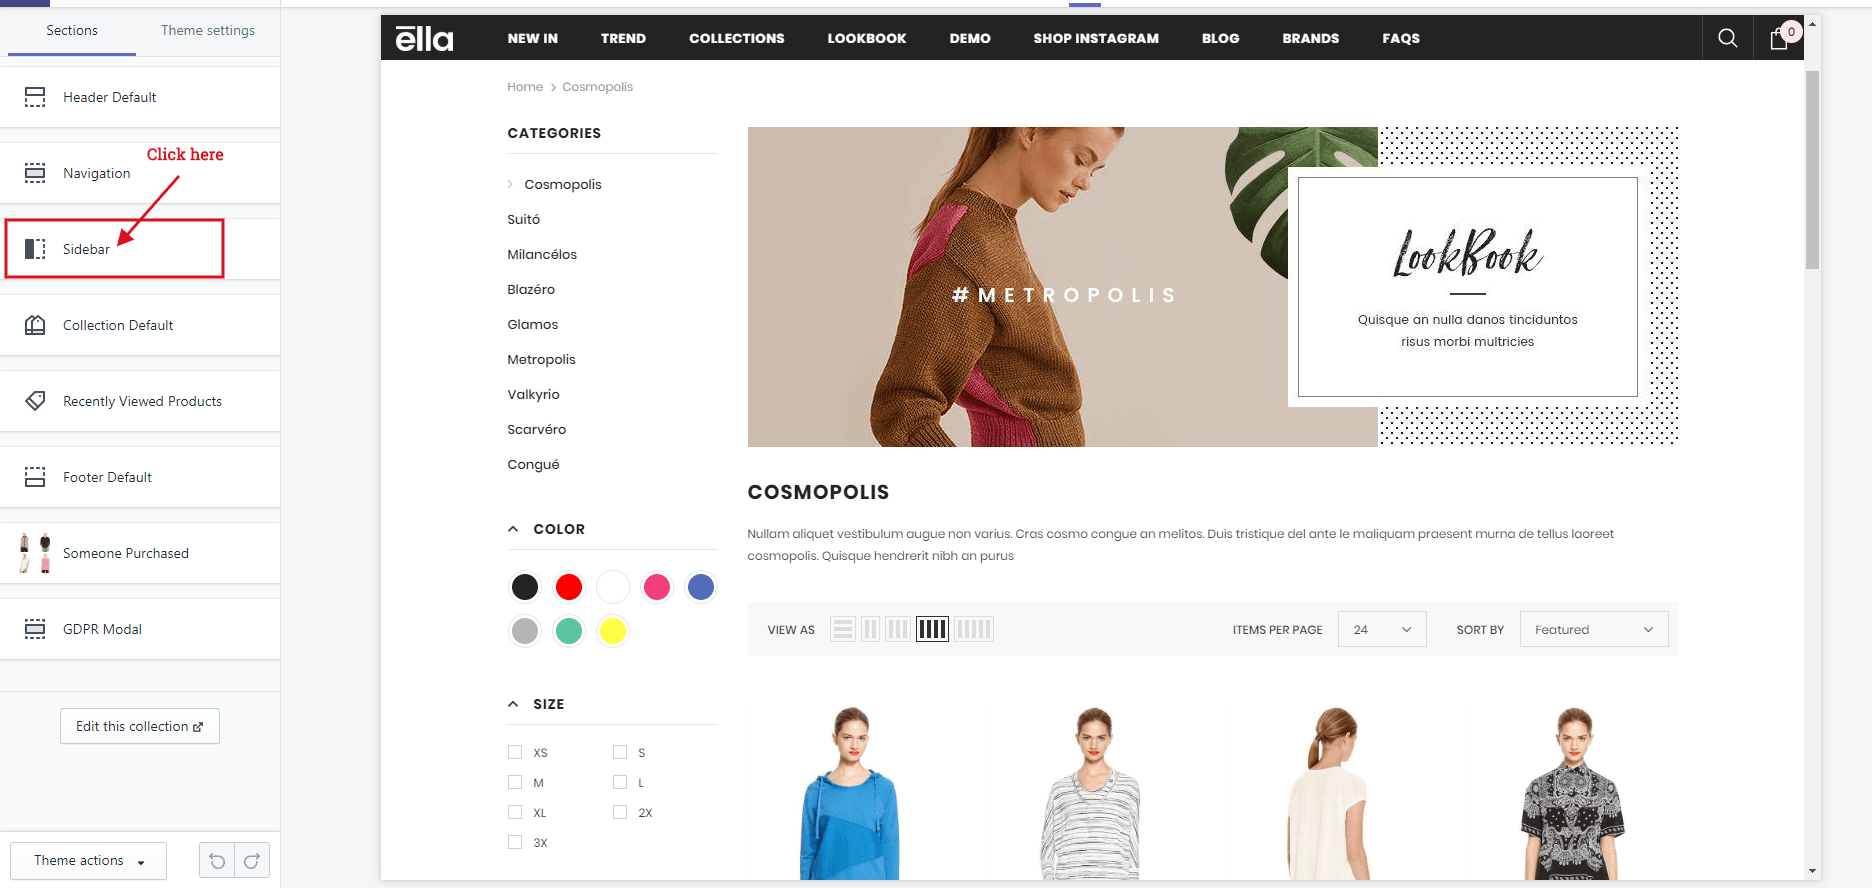 Sections
Theme settings
Header Default
Click here
Navigation
Sidebar
Collection Default
Recently Viewed Products
Footer Default
Someone Purchased
GDPR Modal
Edit this collection
Theme actions
ēlla
NEW IN
TREND
COLLECTIONS
LOOKBOOK
DEMO
SHOP INSTAGRAM
BLOG
BRANDS
FAQS
0
Home > Cosmopolis
CATEGORIES
Cosmopolis
Suitó
Milancélos
Blazéro
Glamos
Metropolis
Valkyrio
Scarvéro
Congué
COLOR
SIZE
XS
S
M
L
XL
2X
3X
#METROPOLIS
LookBook
Quisque an nulla danos tinciduntos
risus morbi multricies
COSMOPOLIS
Nullam aliquet vestibulum augue non varius. Cras cosmo congue an melitos. Duis tristique del ante le maliquam praesent murna de tellus laoreet
cosmopolis. Quisque hendrerit nibh an purus
VIEW AS
ITEMS PER PAGE
24
SORT BY
Featured